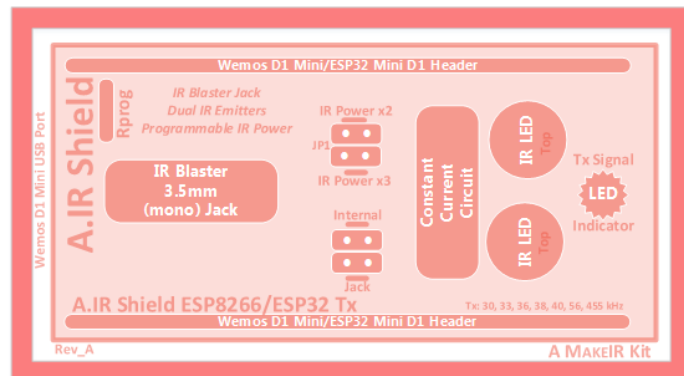 Wemos D1 Mini/ESP32 Mini D1 Header
Wemos D1 Mini USB Port
A.IR Shield
Rprog
IR Blaster Jack
Dual IR Emitters
Programmable IR Power
IR Power x2
JP1
IR Power x3
IR Blaster
3.5mm
(mono) Jack
Internal
Jack
Constant
Current
Circuit
IR LED
Top
IR LED
Top
Tx Signal
LED
Indicator
A.IR Shield ESP8266/ESP32 Tx
Tx: 30, 33, 36, 38, 40, 56, 455 kHz
Wemos D1 Mini/ESP32 Mini D1 Header
Rev_A
A MAKEIR Kit